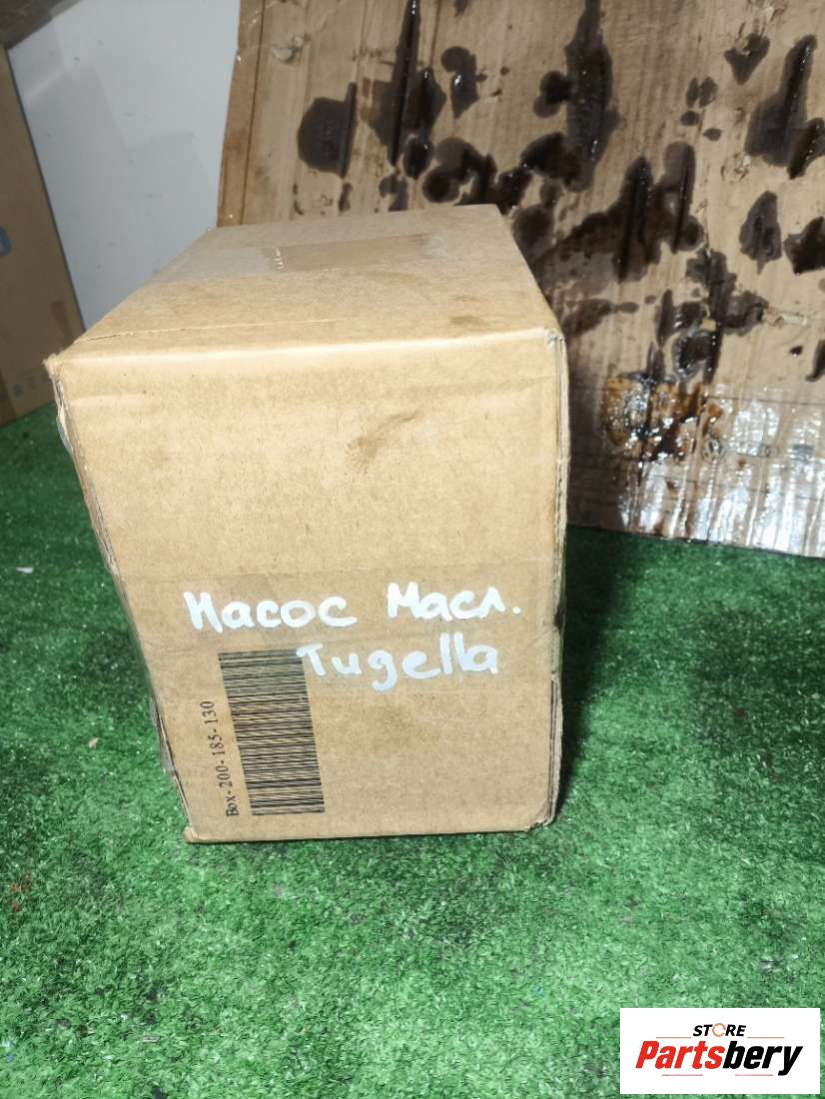 Насос Масл.
Tugella
Box-200-185-130
STORE
Partsbery